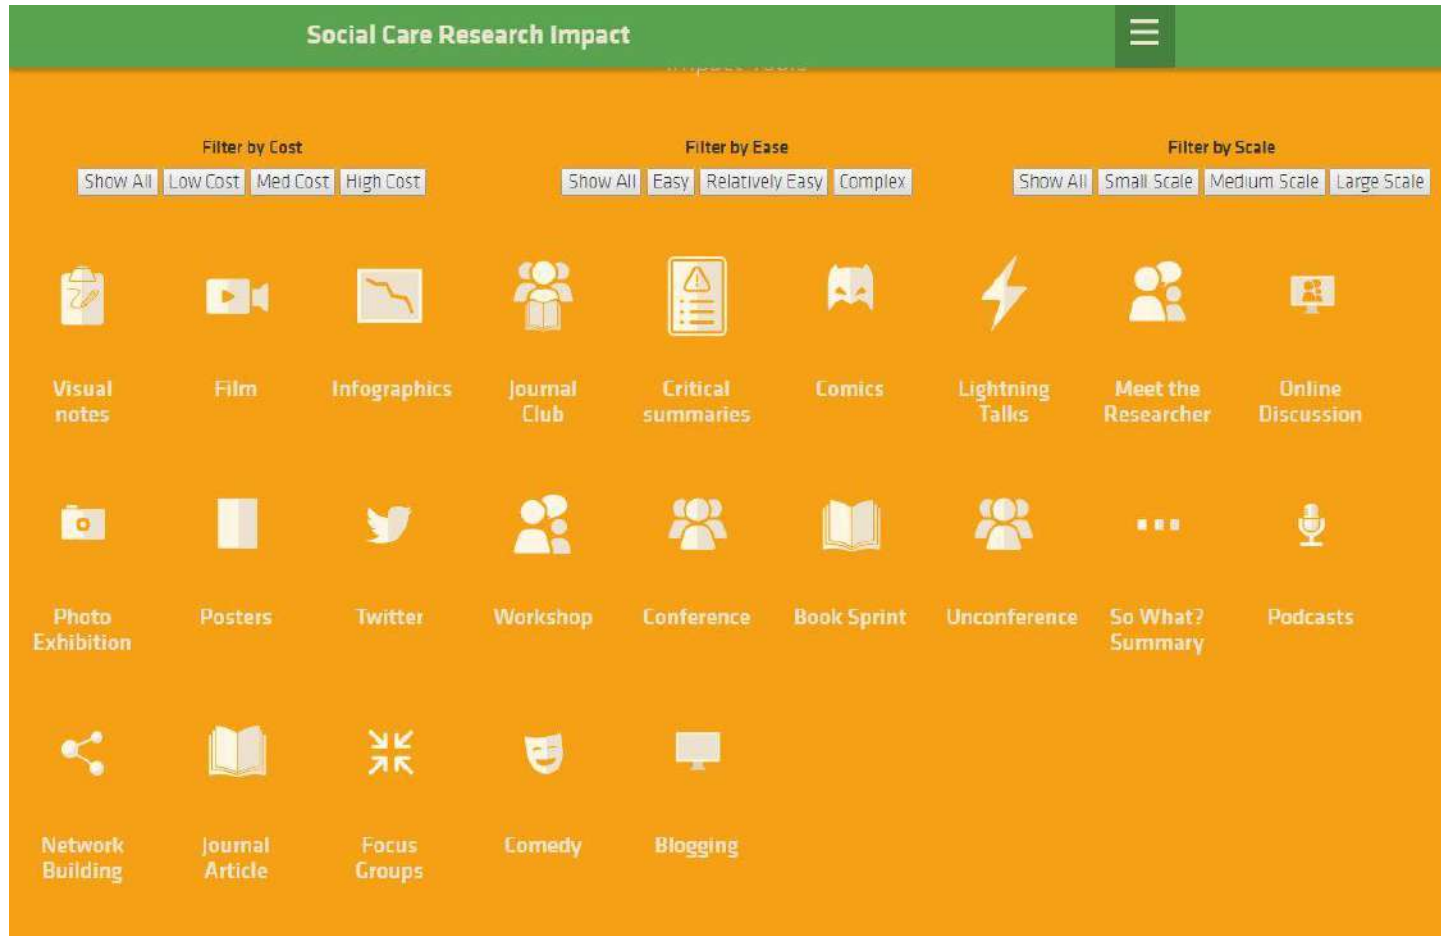 Social Care Research Impact
Impact Tools
Filter by Cost
Show All Low Cost Med Cost High Cost
Filter by Ease
Show All Easy Relatively Easy Complex
Filter by Scale
Show All Small Scale Medium Scale Large Scale
Visual
notes
Film
Infographics
Journal
Club
Critical
summaries
Comics
Lightning
Talks
Meet the
Researcher
Online
Discussion
Photo
Exhibition
Posters
Twitter
Workshop
Conference
Book Sprint
Unconference
So What?
Summary
Podcasts
Network
Building
Journal
Article
Focus
Groups
Comedy
Blogging